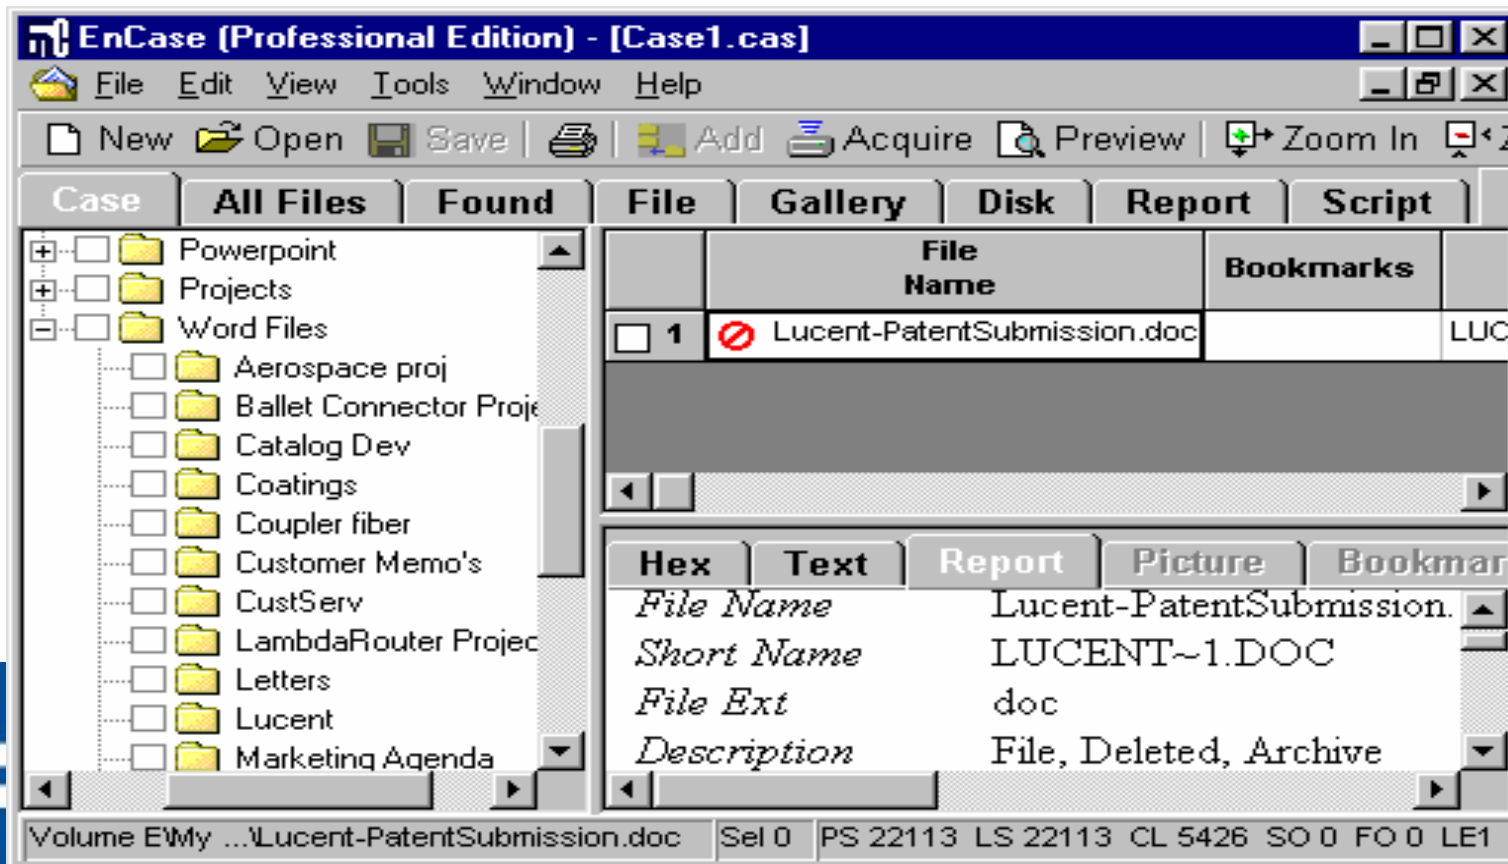 EnCase (Professional Edition) - [Case1.cas]
File Edit View Tools Window Help
New Open Save Add Acquire Preview Zoom In
Case All Files Found File Gallery Disk Report Script
Powerpoint
Projects
Word Files
Aerospace proj
Ballet Connector Proje
Catalog Dev
Coatings
Coupler fiber
Customer Memo's
CustServ
LambdaRouter Projec
Letters
Lucent
Marketing Agenda
File Name Bookmarks
1 Lucent-PatentSubmission.doc LUC
Hex Text Report Picture Bookmar
File Name Lucent-PatentSubmission.
Short Name LUCENT~1.DOC
File Ext doc
Description File, Deleted, Archive
Volume E\My ...\Lucent-PatentSubmission.doc Sel 0 PS 22113 LS 22113 CL 5426 SO 0 FO 0 LE1